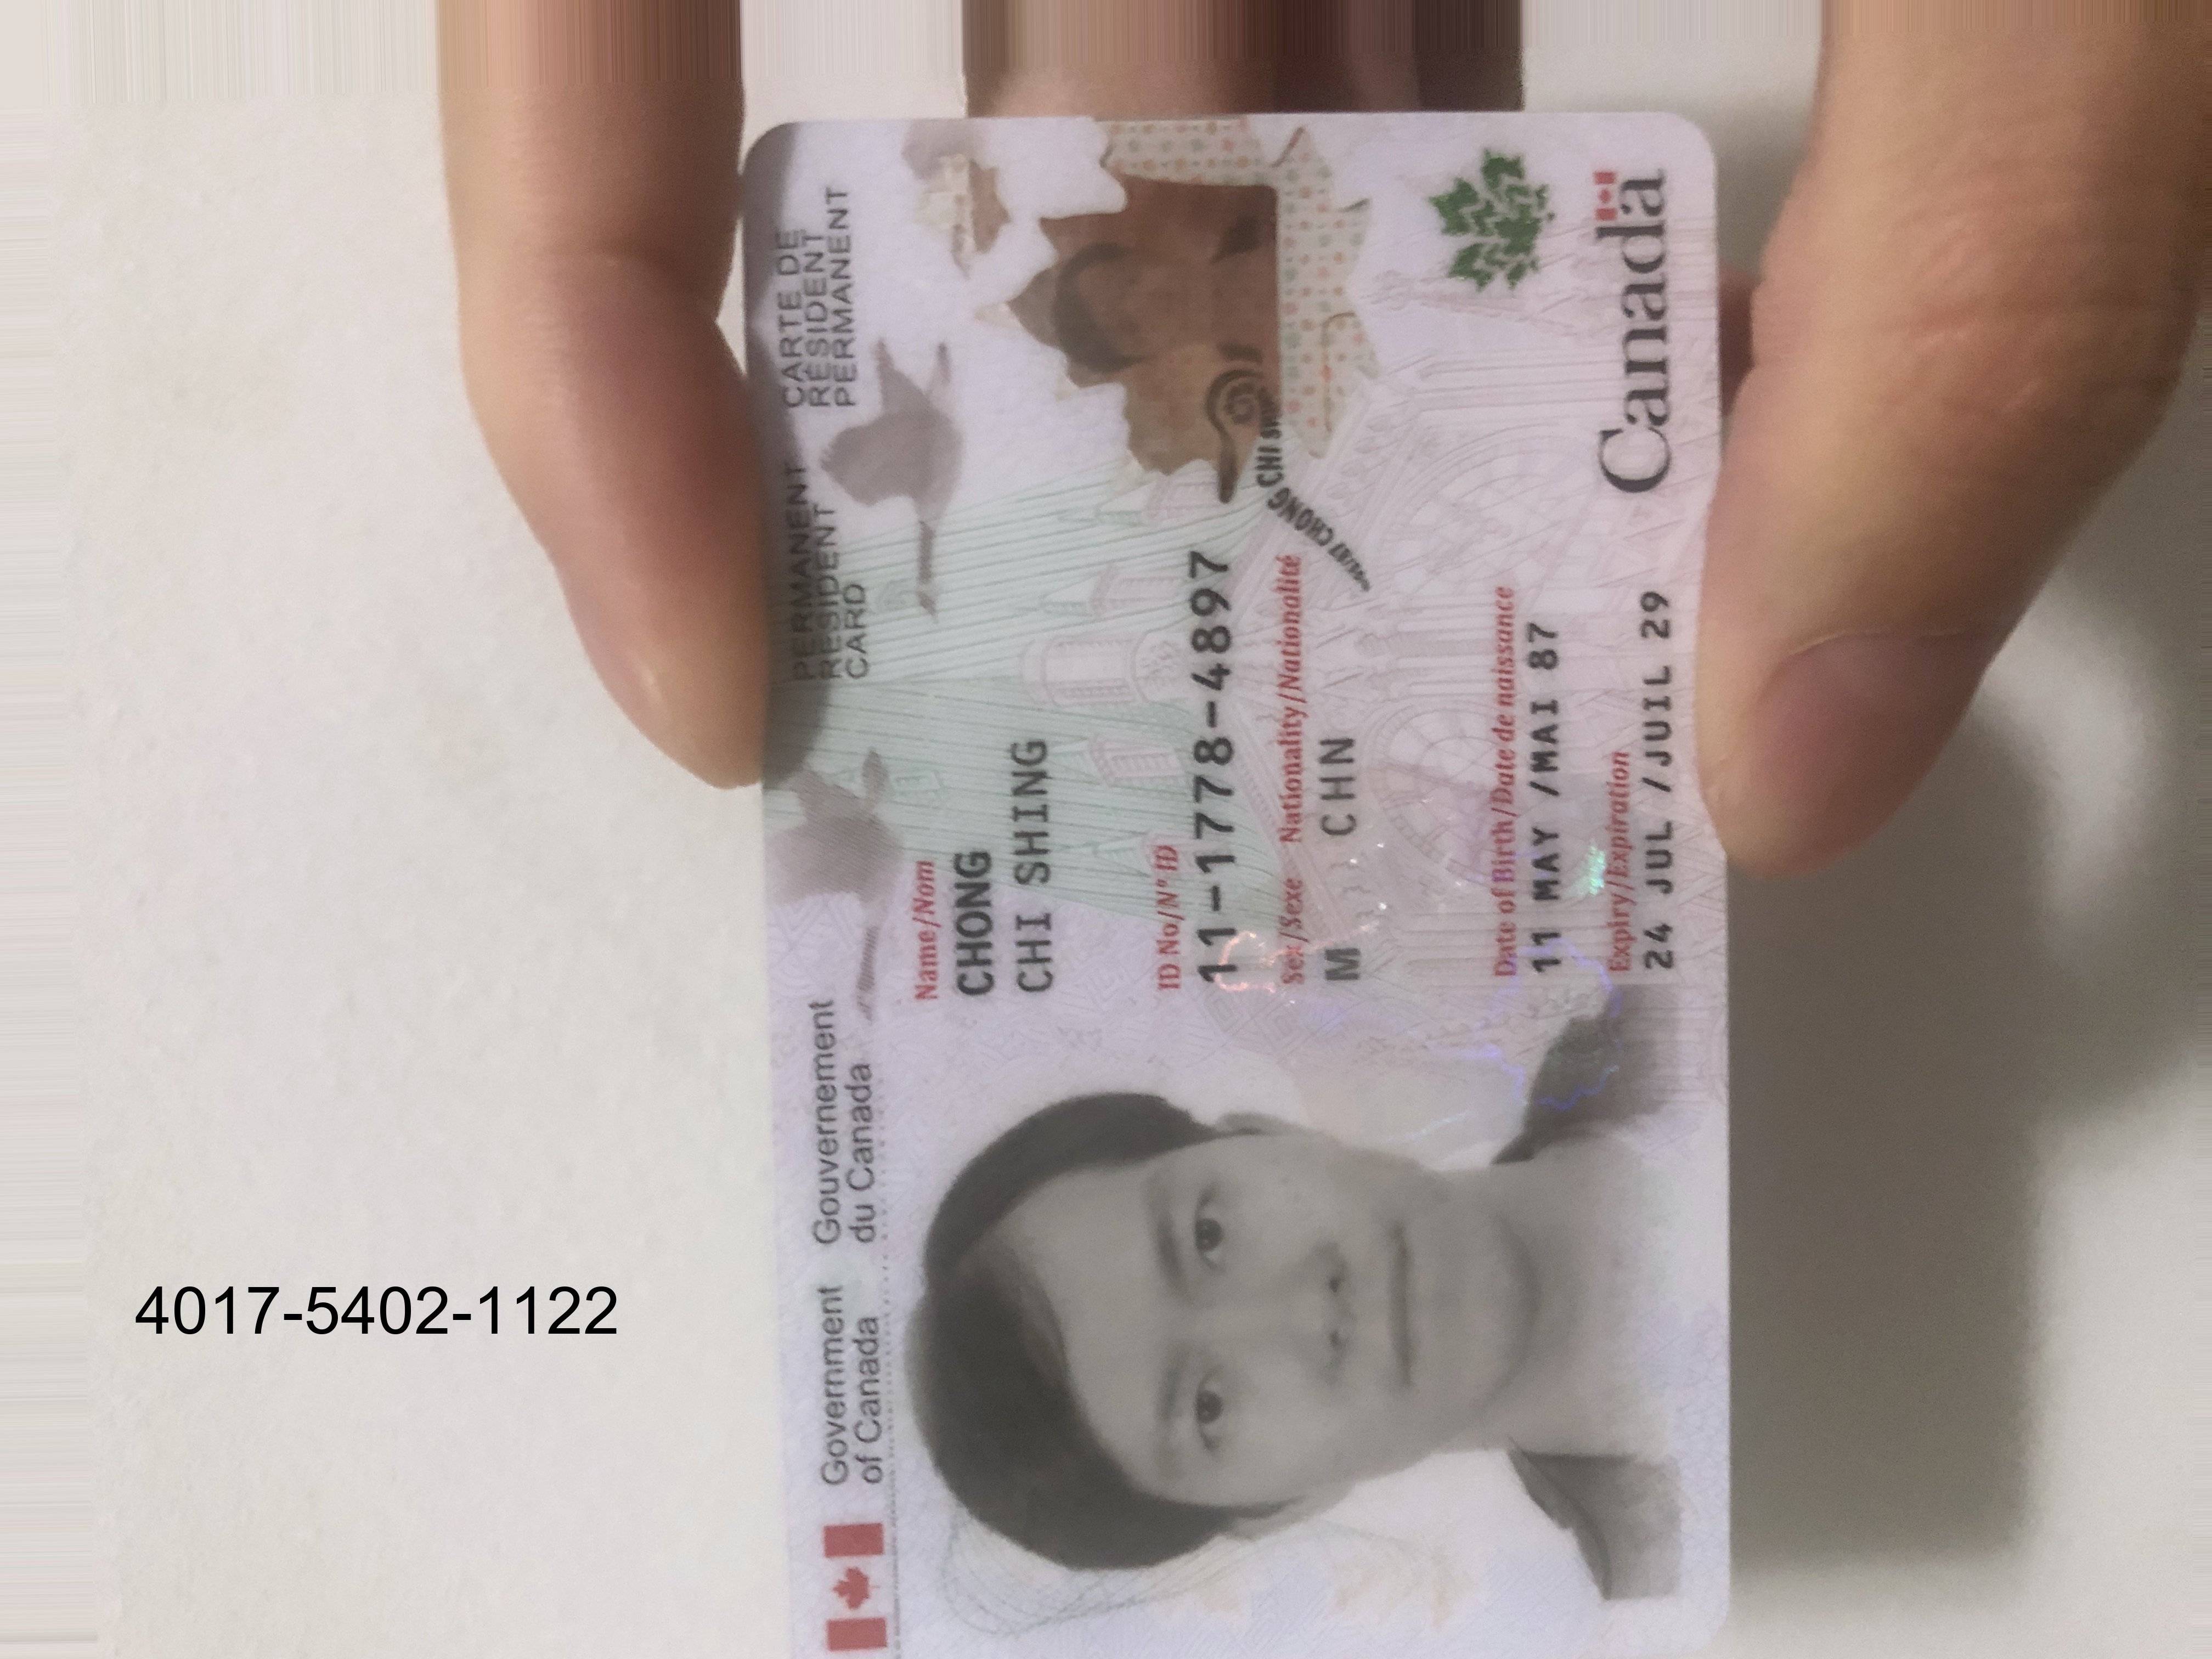 Government
of Canada
Gouvernement
du Canada
PERMANENT
RESIDENT
CARD
CARTE DE
RÉSIDENT
PERMANENT
Name/Nom
CHONG
CHI SHING
ID No/Nº ID
11-1778-4897
Sex/Sexe Nationality/Nationalité
M CHN
Date of Birth/Date de naissance
11 MAY /MAI 87
Expiry/Expiration
24 JUL /JUIL 29
CHONG CHI
Canada
4017-5402-1122